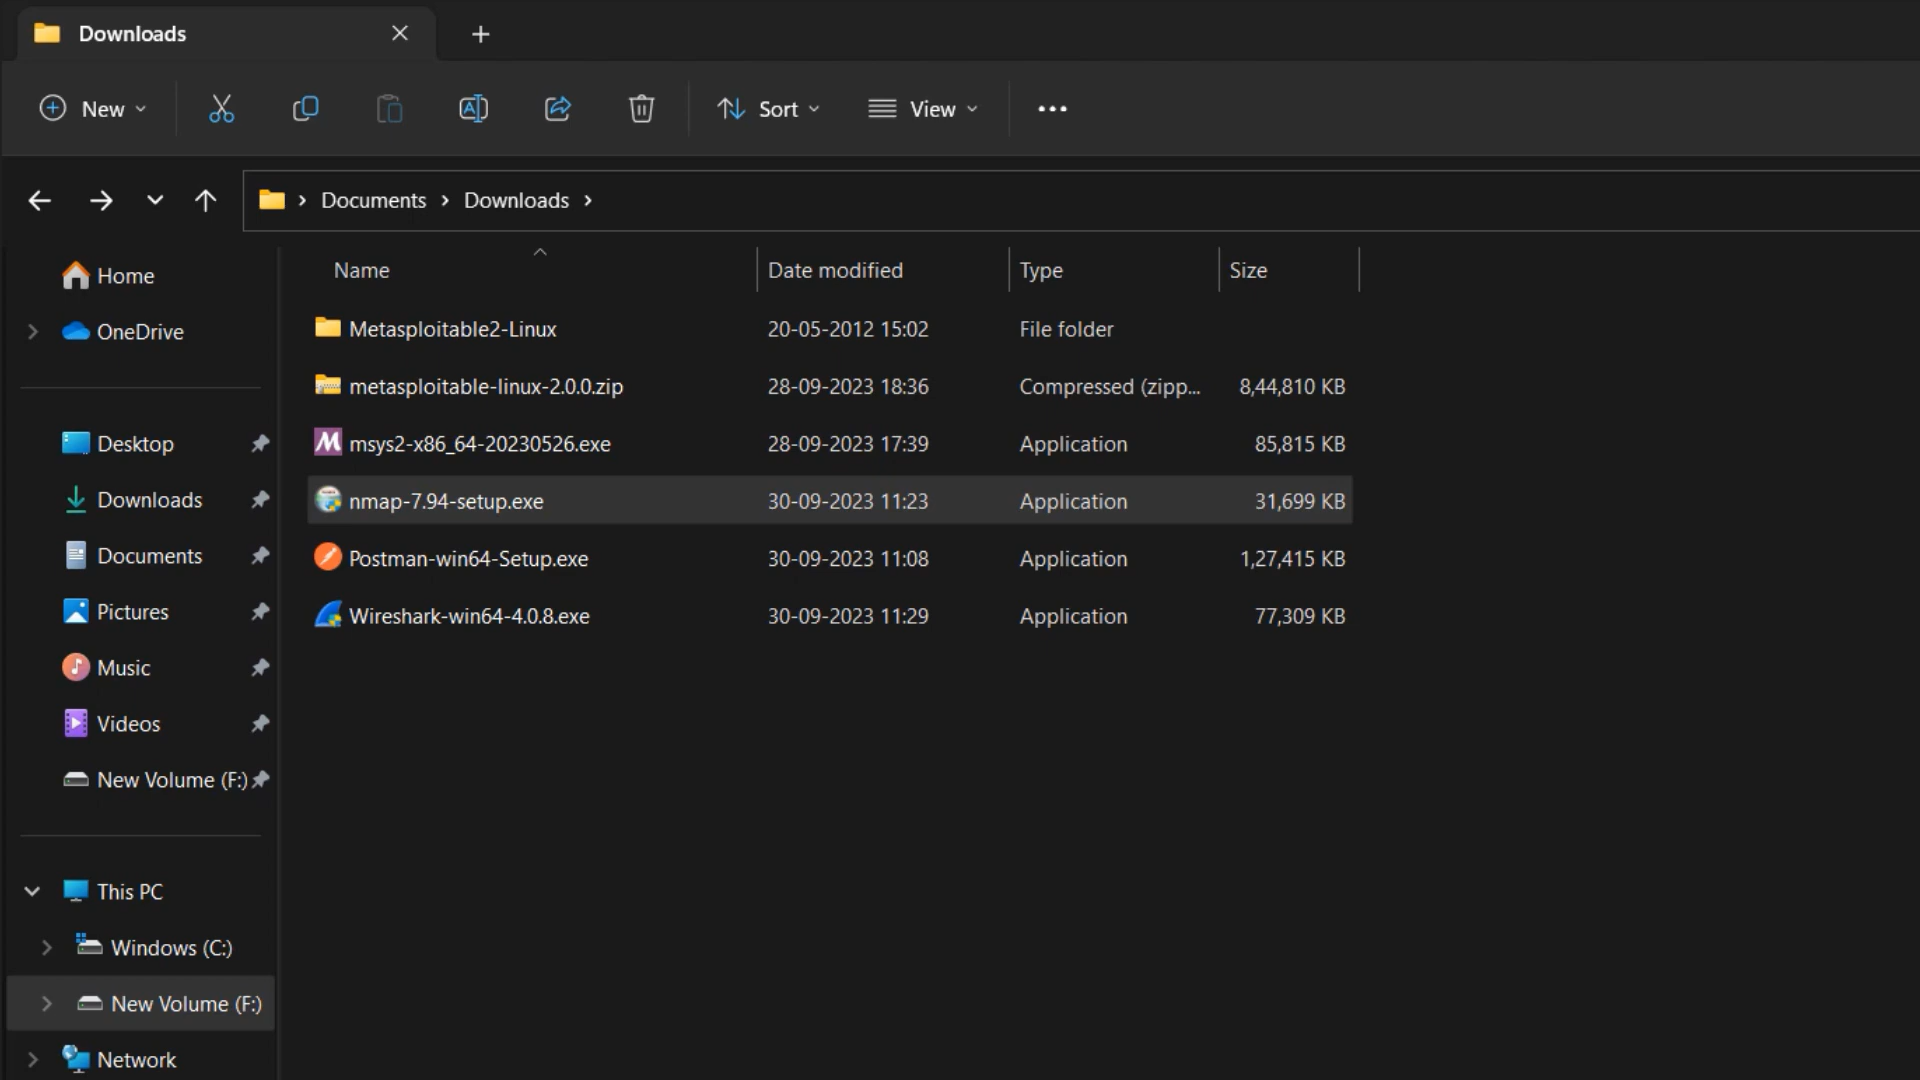 Downloads
New
Sort
View
Documents Downloads
Name Date modified Type Size
Metasploitable2-Linux 20-05-2012 15:02 File folder
metasploitable-linux-2.0.0.zip 28-09-2023 18:36 Compressed (zipp... 8,44,810 KB
msys2-x86_64-20230526.exe 28-09-2023 17:39 Application 85,815 KB
nmap-7.94-setup.exe 30-09-2023 11:23 Application 31,699 KB
Postman-win64-Setup.exe 30-09-2023 11:08 Application 1,27,415 KB
Wireshark-win64-4.0.8.exe 30-09-2023 11:29 Application 77,309 KB
Home
OneDrive
Desktop
Downloads
Documents
Pictures
Music
Videos
New Volume (F:)
This PC
Windows (C:)
New Volume (F:)
Network